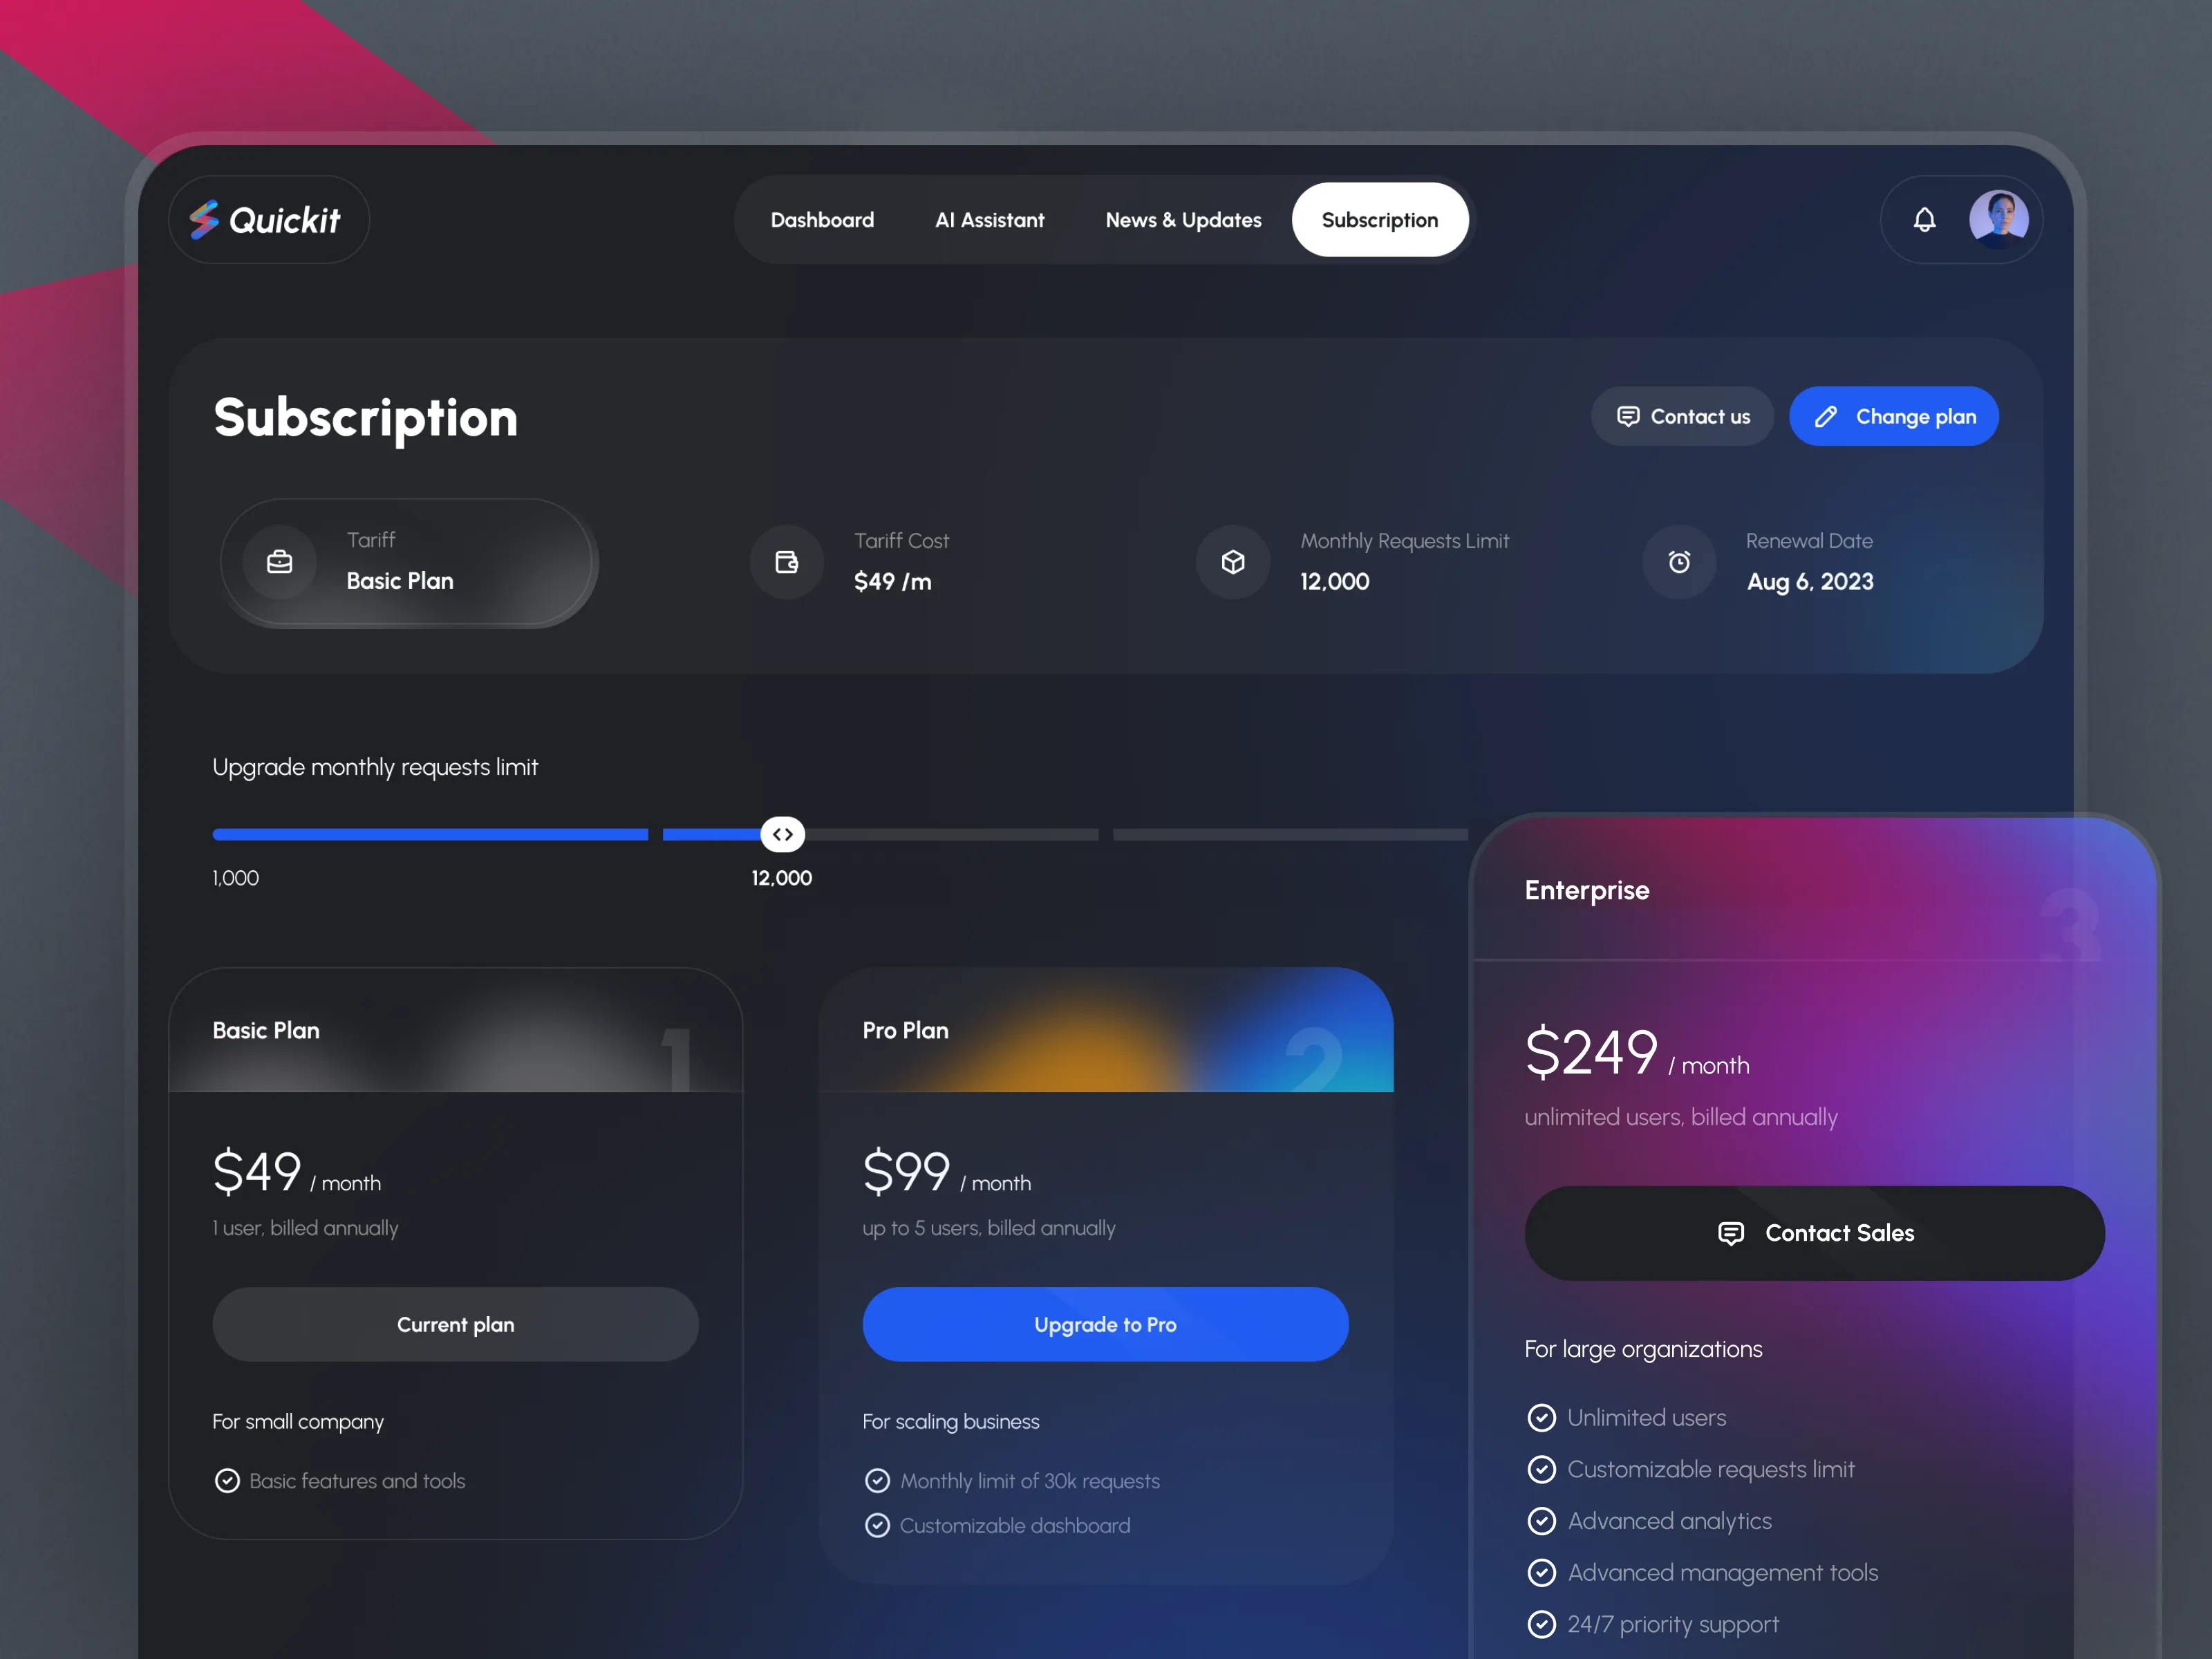 Quickit
Dashboard
AI Assistant
News & Updates
Subscription
Subscription
Contact us
Change plan
Tariff
Basic Plan
Tariff Cost
$49 /m
Monthly Requests Limit
12,000
Renewal Date
Aug 6, 2023
Upgrade monthly requests limit
1,000
12,000
Basic Plan
1
$49 / month
1 user, billed annually
Current plan
For small company
Basic features and tools
Pro Plan
2
$99 / month
up to 5 users, billed annually
Upgrade to Pro
For scaling business
Monthly limit of 30k requests
Customizable dashboard
Enterprise
3
$249 / month
unlimited users, billed annually
Contact Sales
For large organizations
Unlimited users
Customizable requests limit
Advanced analytics
Advanced management tools
24/7 priority support